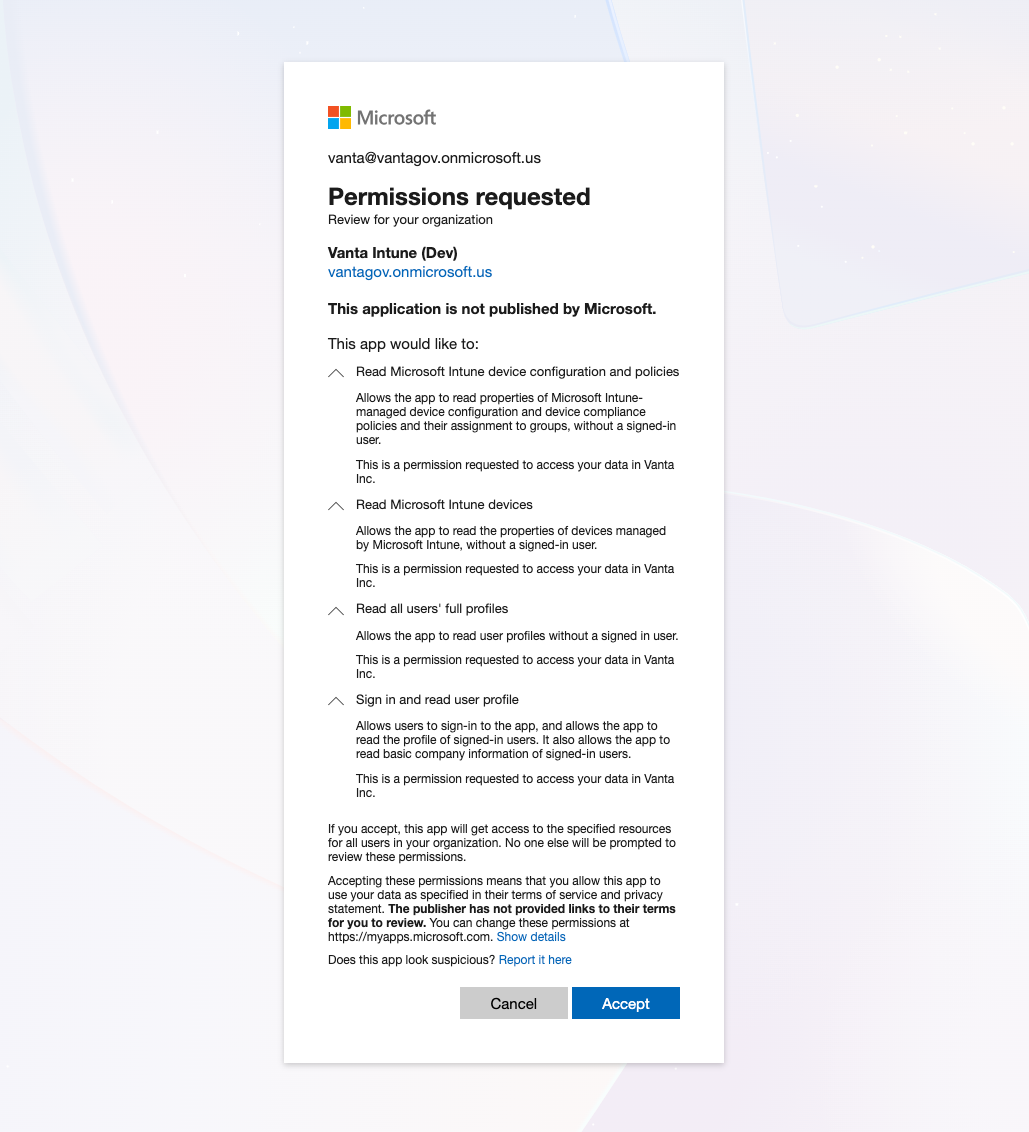 Microsoft
vanta@vantagov.onmicrosoft.us
Permissions requested
Review for your organization
Vanta Intune (Dev)
vantagov.onmicrosoft.us
This application is not published by Microsoft.
This app would like to:
Read Microsoft Intune device configuration and policies
Allows the app to read properties of Microsoft Intune-
managed device configuration and device compliance
policies and their assignment to groups, without a signed-in
user.
This is a permission requested to access your data in Vanta
Inc.
Read Microsoft Intune devices
Allows the app to read the properties of devices managed
by Microsoft Intune, without a signed-in user.
This is a permission requested to access your data in Vanta
Inc.
Read all users' full profiles
Allows the app to read user profiles without a signed in user.
This is a permission requested to access your data in Vanta
Inc.
Sign in and read user profile
Allows users to sign-in to the app, and allows the app to
read the profile of signed-in users. It also allows the app to
read basic company information of signed-in users.
This is a permission requested to access your data in Vanta
Inc.
If you accept, this app will get access to the specified resources
for all users in your organization. No one else will be prompted to
review these permissions.
Accepting these permissions means that you allow this app to
use your data as specified in their terms of service and privacy
statement. The publisher has not provided links to their terms
for you to review. You can change these permissions at
https://myapps.microsoft.com. Show details
Does this app look suspicious? Report it here
Cancel Accept